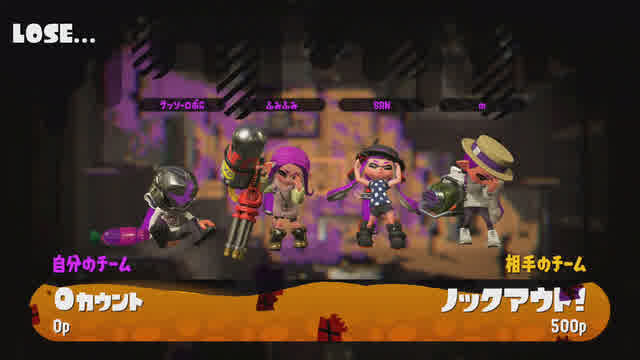 LOSE...
ふみふみ
SAN
m
自分のチーム
相手のチーム
0カウント
ノックアウト!
0p
500p